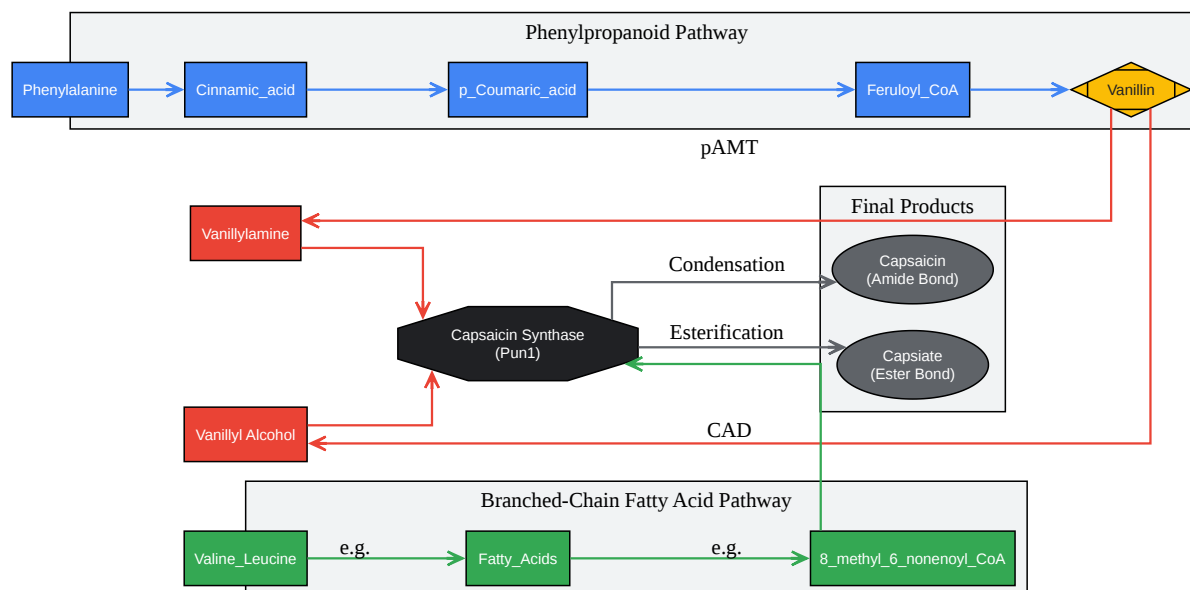 Phenylpropanoid Pathway
Phenylalanine
Cinnamic_acid
p_Coumaric_acid
Feruloyl_CoA
Vanillin
pAMT
Final Products
Vanillylamine
Capsaicin
(Amide Bond)
Condensation
Esterification
Capsaicin Synthase
(Pun1)
Capsiate
(Ester Bond)
Vanillyl Alcohol
CAD
Branched-Chain Fatty Acid Pathway
Valine_Leucine
e.g.
Fatty_Acids
e.g.
8_methyl_6_nonenoyl_CoA